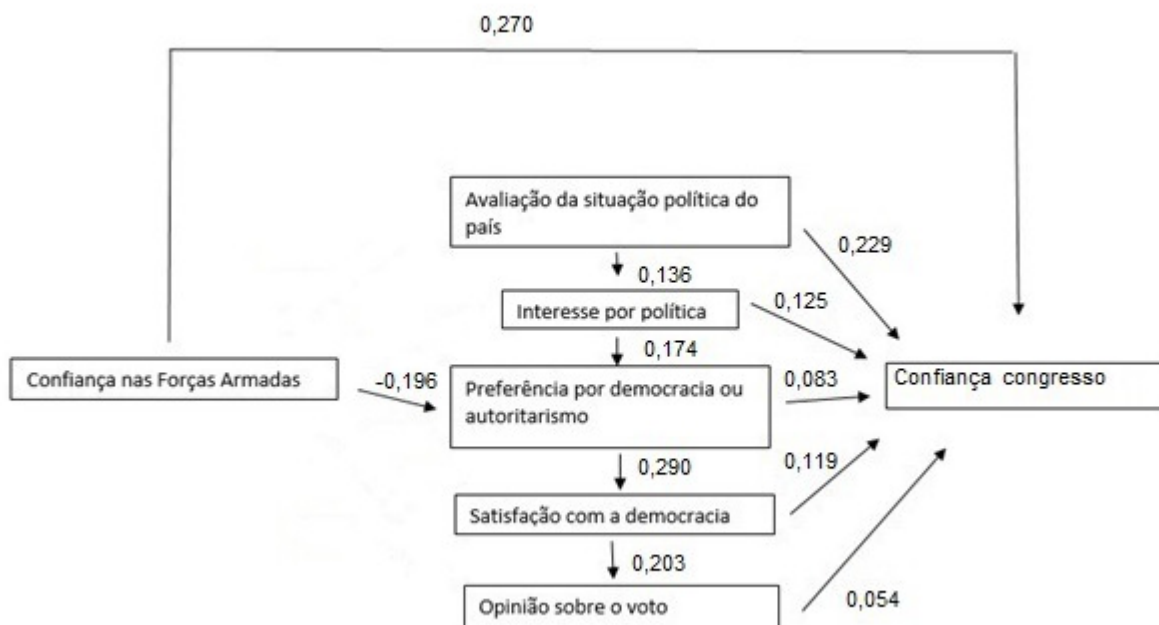 0,270
Avaliação da situação política do
país
0,229
0,136
Interesse por política
0,125
0,174
Confiança nas Forças Armadas
-0,196
Preferência por democracia ou
autoritarismo
0,083
Confiança congresso
0,290
0,119
Satisfação com a democracia
0,203
Opinião sobre o voto
0,054